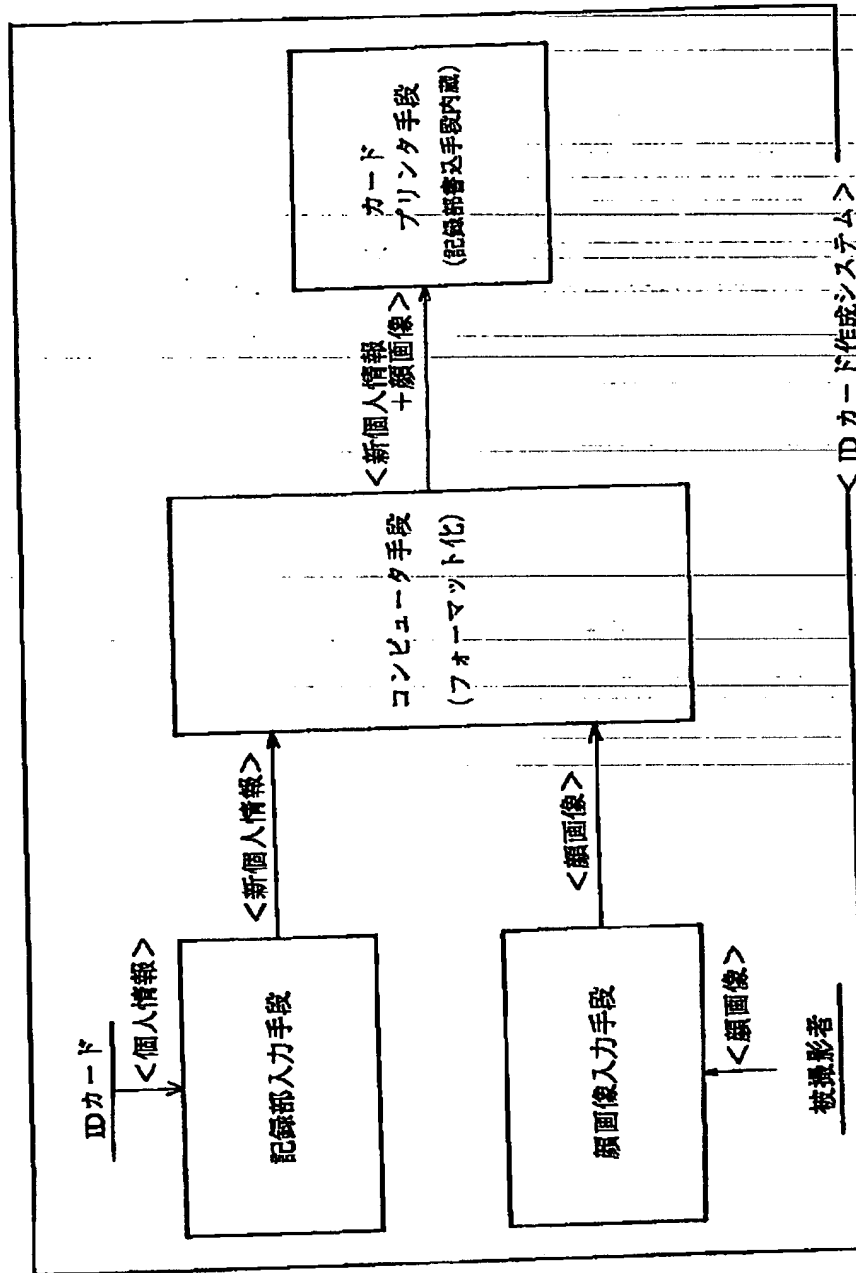 IDカード
<個人情報>
記録部入力手段
<新個人情報>
顔画像入力手段
<顔画像>
被撮影者
<顔画像>
コンピュータ手段
(フォーマット化)
<新個人情報
+顔画像>
カード
プリンタ手段
(記録部書込手段内蔵)
<IDカード作成システム>